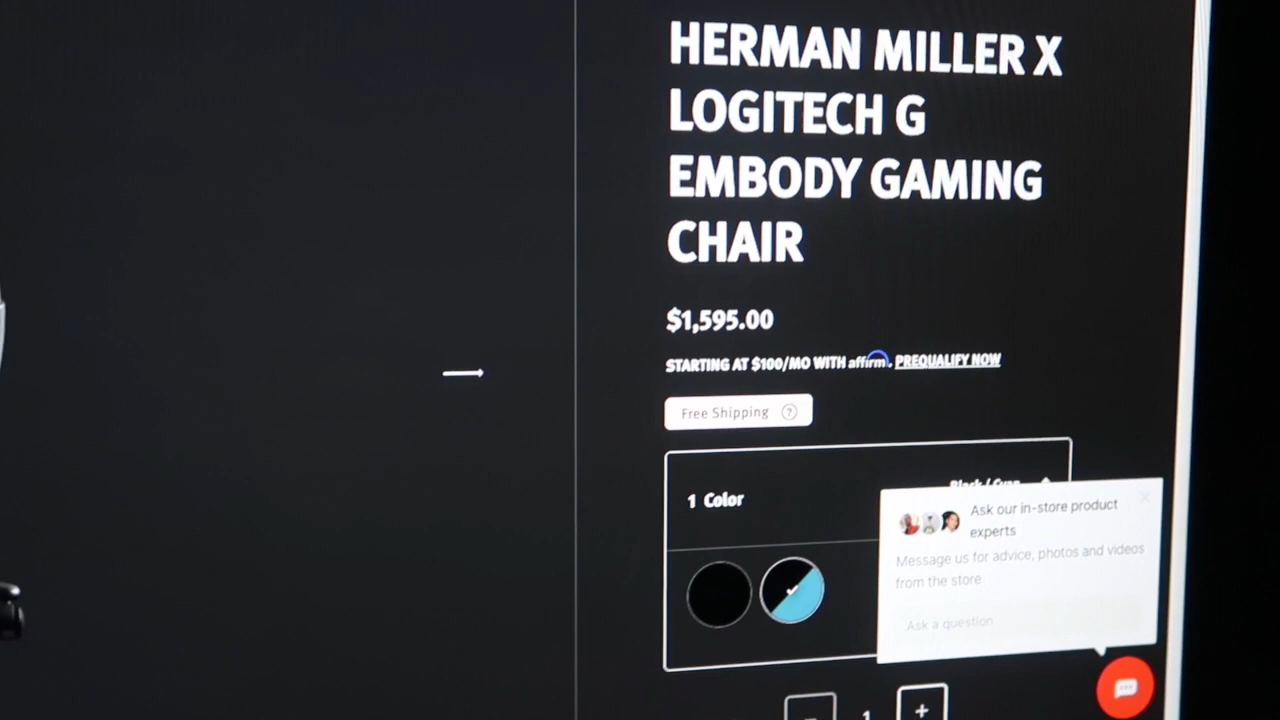 HERMAN MILLER X
LOGITECH G
EMBODY GAMING
CHAIR
$1,595.00
STARTING AT $100/MO WITH affirm. PREQUALIFY NOW
Free Shipping ?
1 Color
Black / Cyan
Ask our in-store product
experts
Message us for advice, photos and videos
from the store
Ask a question
- 1 +